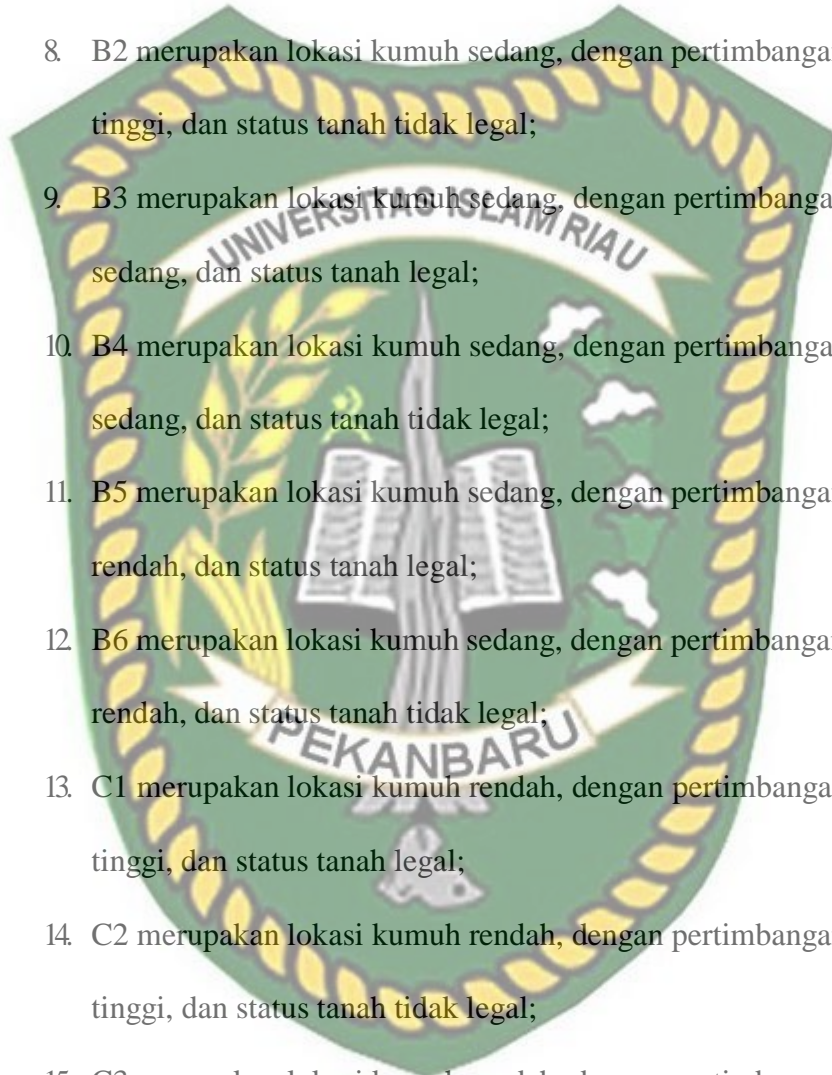 8. B2 merupakan lokasi kumuh sedang, dengan pertimbanga
tinggi, dan status tanah tidak legal;
9. B3 merupakan lokasi kumuh sedang, dengan pertimbanga
UNIVERSITAS ISLAM RIAU
sedang, dan status tanah legal;
10. B4 merupakan lokasi kumuh sedang, dengan pertimbanga
sedang, dan status tanah tidak legal;
11. B5 merupakan lokasi kumuh sedang, dengan pertimbanga
rendah, dan status tanah legal;
12. B6 merupakan lokasi kumuh sedang, dengan pertimbanga
rendah, dan status tanah tidak legal;
PEKANBARU
13. C1 merupakan lokasi kumuh rendah, dengan pertimbanga
tinggi, dan status tanah legal;
14. C2 merupakan lokasi kumuh rendah, dengan pertimbanga
tinggi, dan status tanah tidak legal;